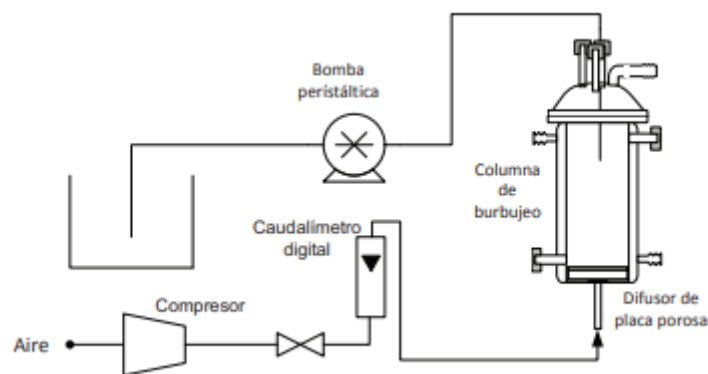 Bomba
peristáltica
Columna
de
burbujeo
Caudalímetro
digital
Compresor
Difusor de
placa porosa
Aire